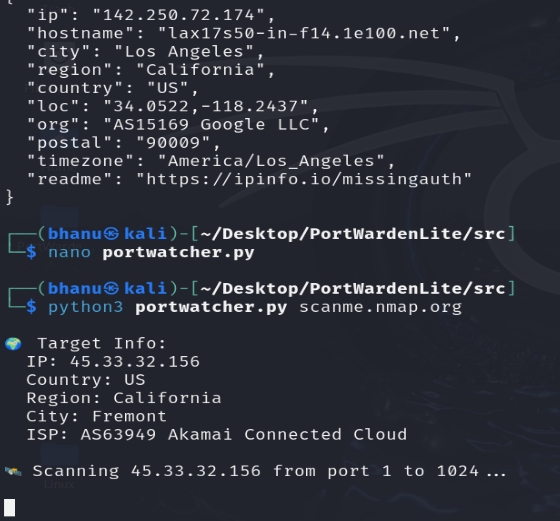 {
"ip": "142.250.72.174",
"hostname": "lax17s50-in-f14.1e100.net",
"city": "Los Angeles",
"region": "California",
"country": "US",
"loc": "34.0522,-118.2437",
"org": "AS15169 Google LLC",
"postal": "90009",
"timezone": "America/Los_Angeles",
"readme": "https://ipinfo.io/missingauth"
}
┌──(bhanu㉿kali)-[~/Desktop/PortWardenLite/src]
└─$ nano portwatcher.py
┌──(bhanu㉿kali)-[~/Desktop/PortWardenLite/src]
└─$ python3 portwatcher.py scanme.nmap.org
🌍 Target Info:
IP: 45.33.32.156
Country: US
Region: California
City: Fremont
ISP: AS63949 Akamai Connected Cloud
🛰️ Scanning 45.33.32.156 from port 1 to 1024...